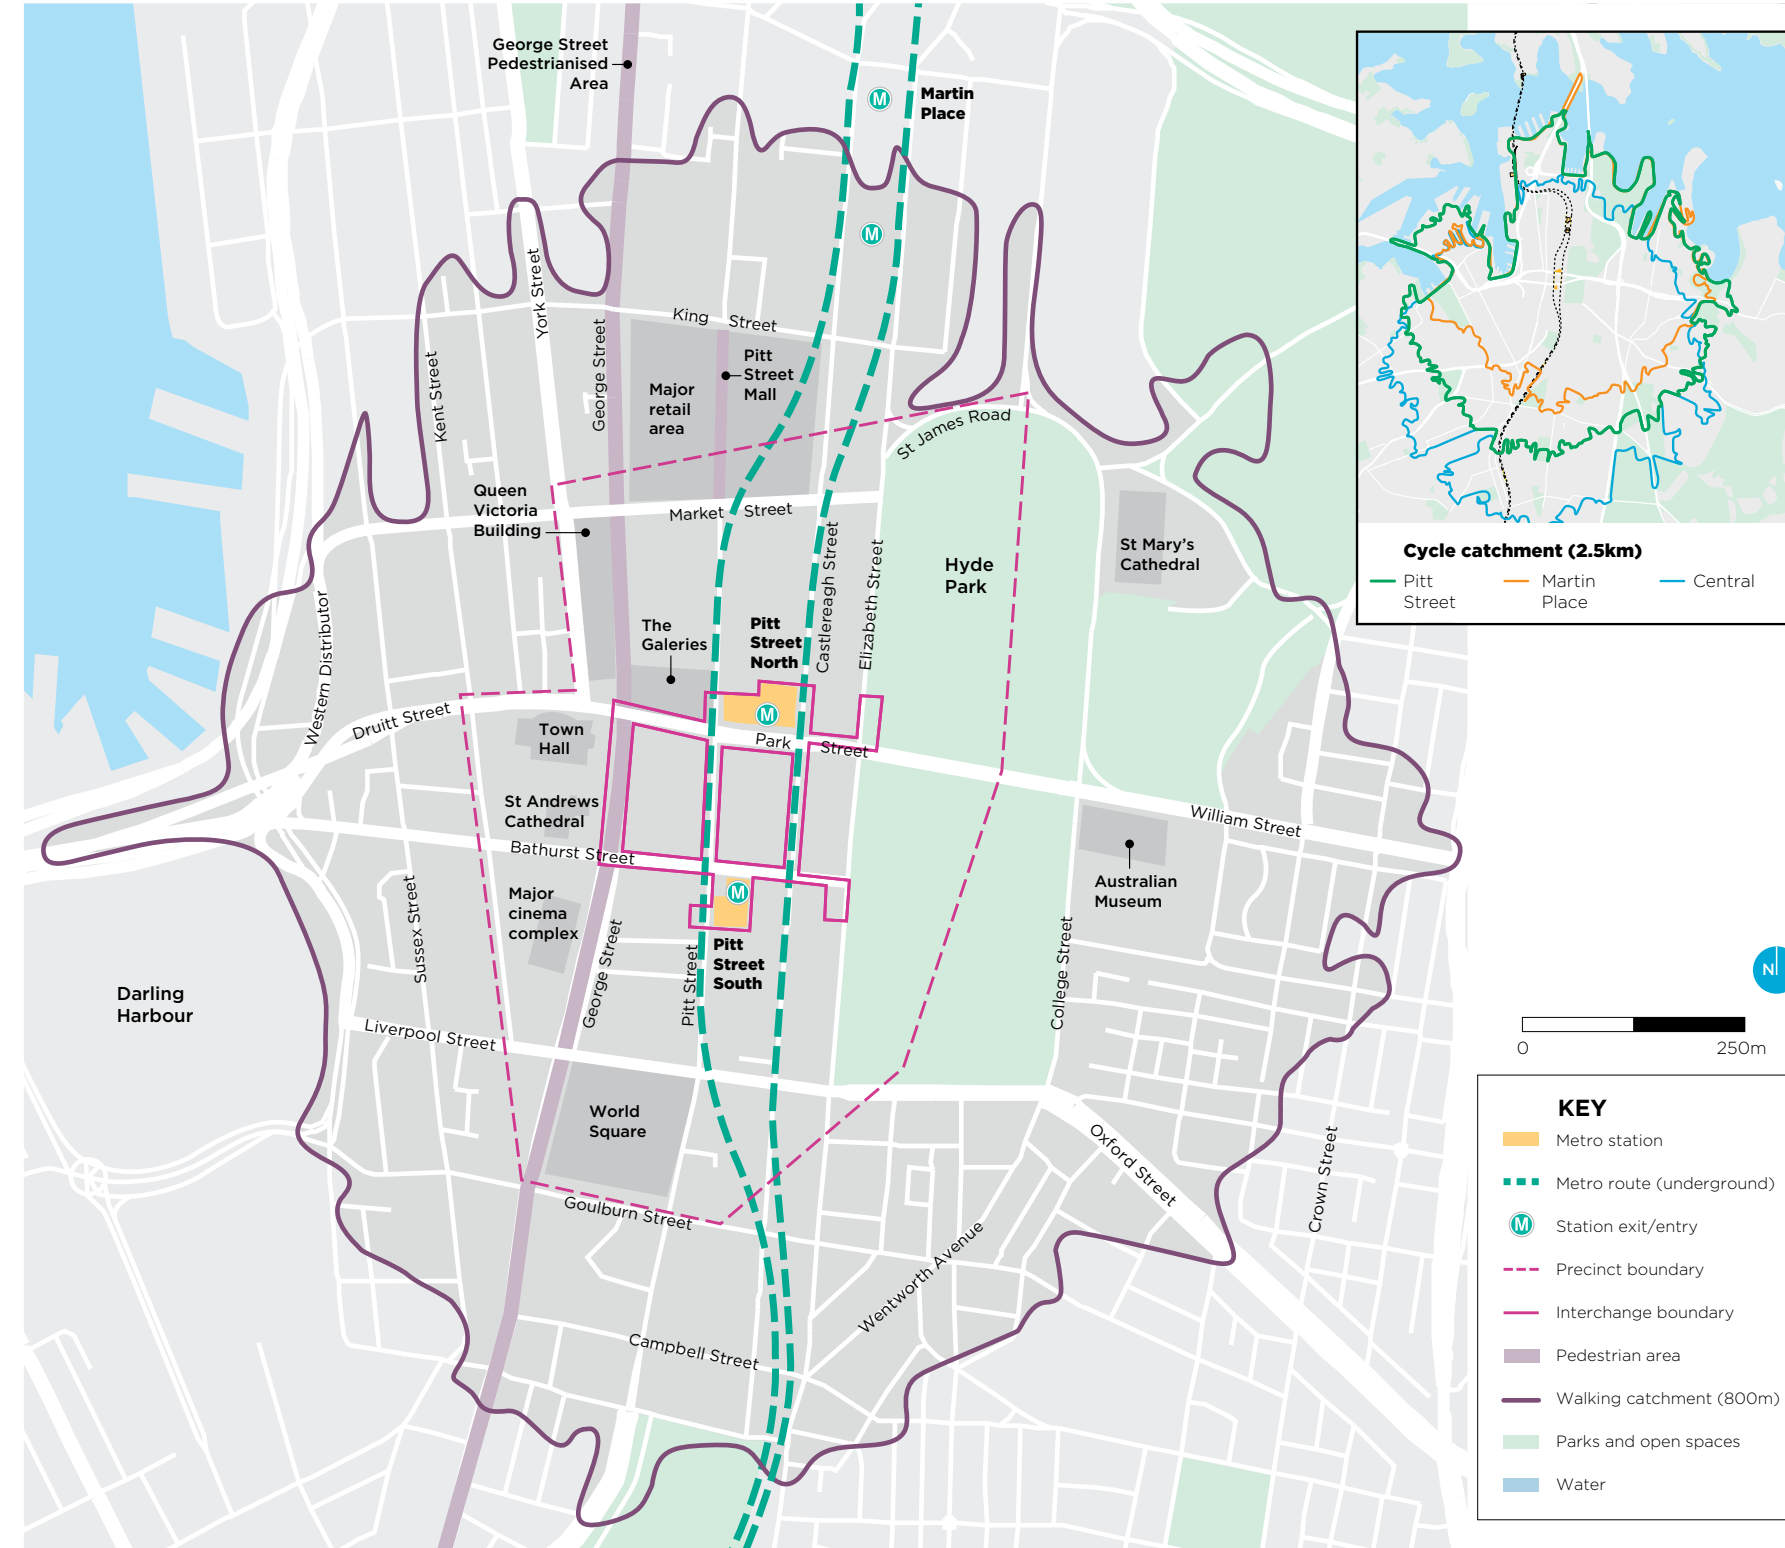 George Street
Pedestrianised
Area
M
Martin
Place
M
York Street
King Street
George Street
Kent Street
Pitt
Street
Mall
Major
retail
area
St James Road
Queen
Victoria
Building
Market Street
Castlereagh Street
Elizabeth Street
Hyde
Park
St Mary's
Cathedral
Western Distributor
The
Galeries
Pitt
Street
North
M
Druitt Street
Town
Hall
Park Street
St Andrews
Cathedral
William Street
Bathurst Street
Sussex Street
Major
cinema
complex
M
Australian
Museum
George Street
Pitt Street
Pitt
Street
South
College Street
Darling
Harbour
Liverpool Street
World
Square
Oxford Street
Crown Street
Goulburn Street
Wentworth Avenue
Campbell Street
Cycle catchment (2.5km)
Pitt
Street
Martin
Place
Central
N
0 250m
KEY
Metro station
Metro route (underground)
M Station exit/entry
Precinct boundary
Interchange boundary
Pedestrian area
Walking catchment (800m)
Parks and open spaces
Water